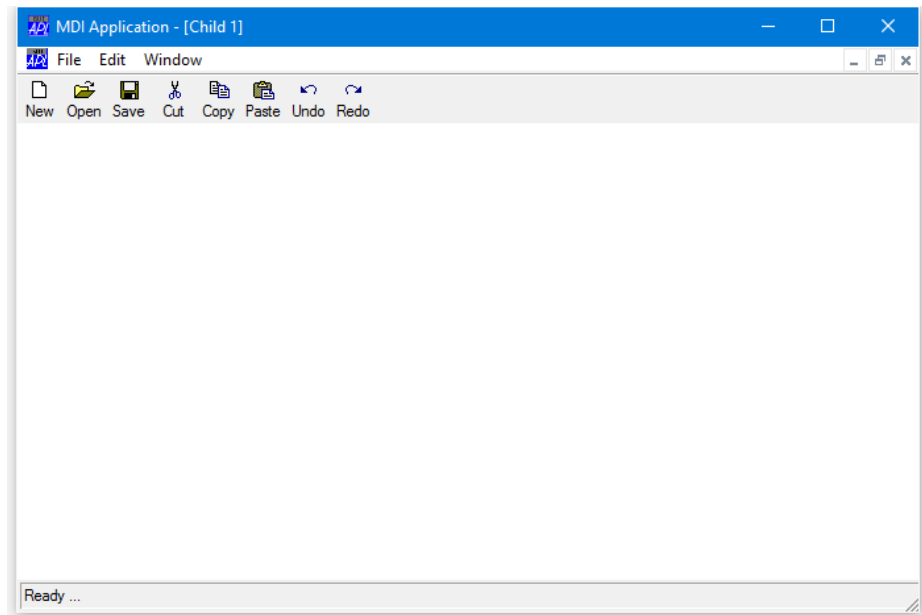 MDI Application - [Child 1]
File Edit Window
New Open Save Cut Copy Paste Undo Redo
Ready ...